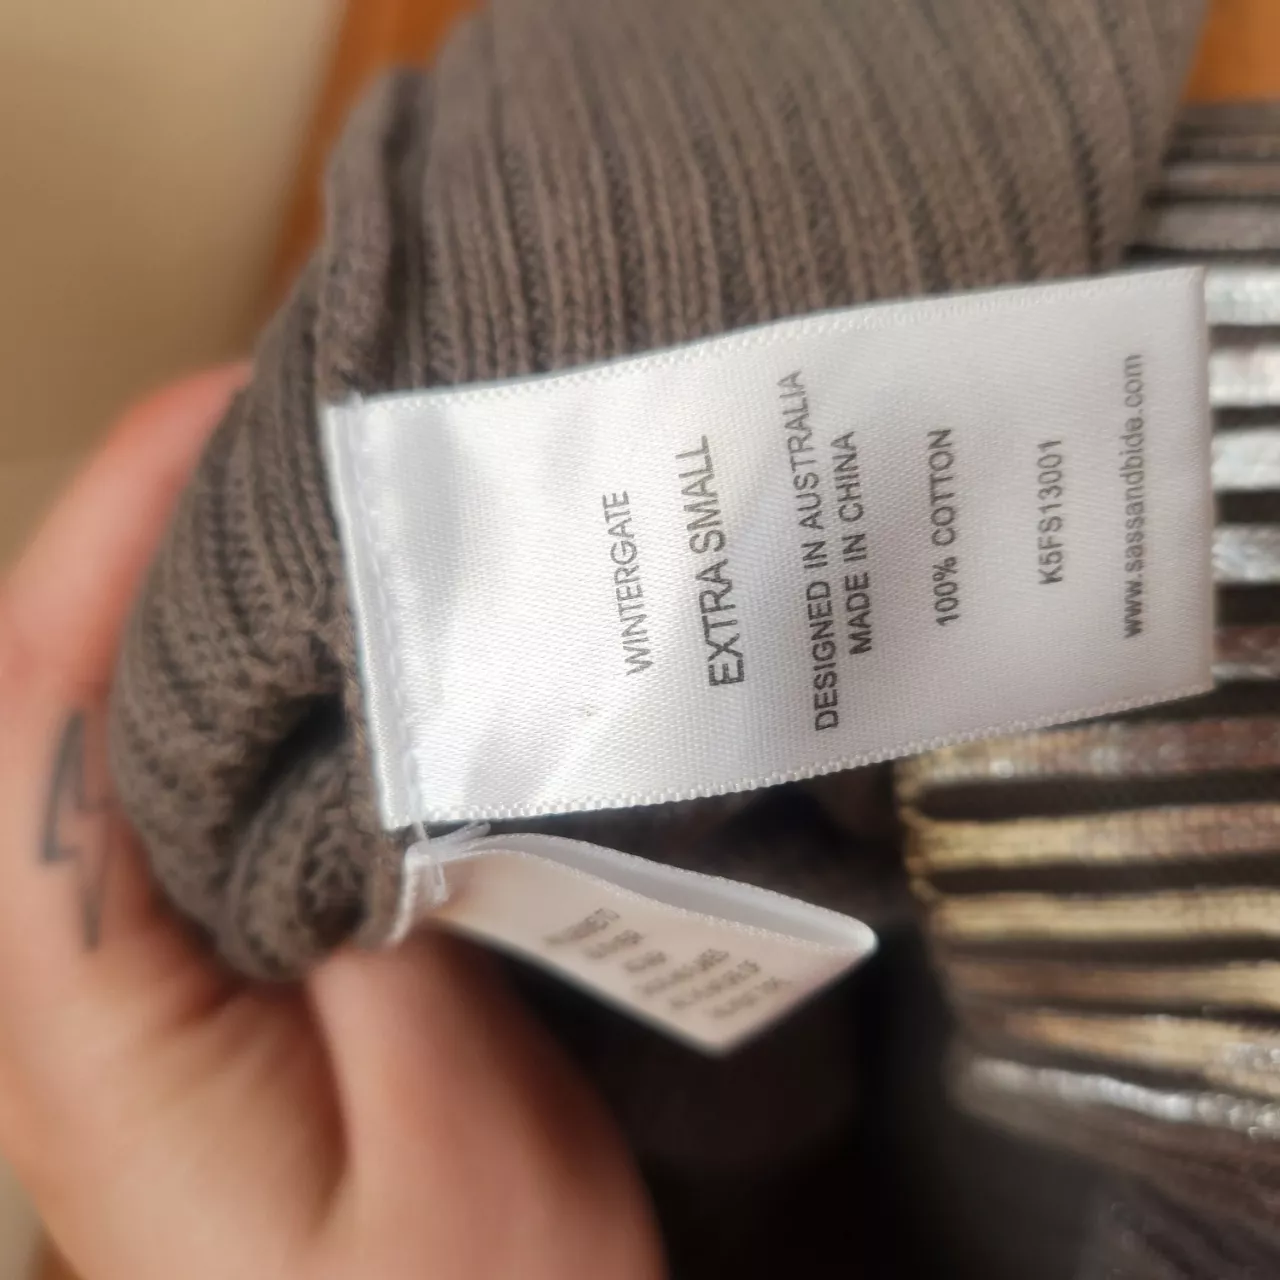 WINTERGATE
EXTRA SMALL
DESIGNED IN AUSTRALIA
MADE IN CHINA
100% COTTON
K5FS13001
www.sassandbide.com